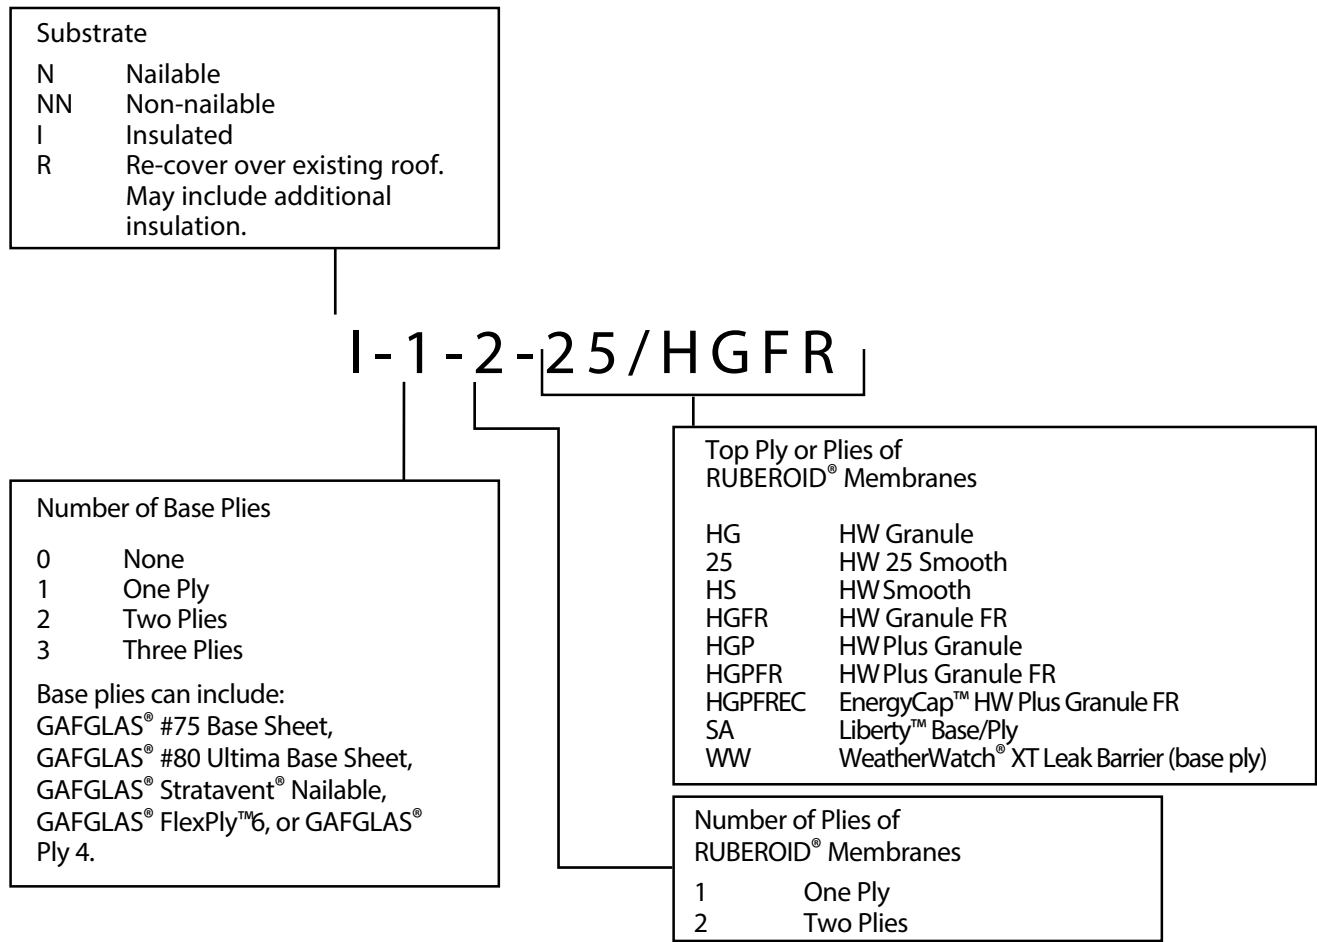 Substrate
N Nailable
NN Non-nailable
I Insulated
R Re-cover over existing roof.
May include additional
insulation.
I-1-2-25/HGFR
Number of Base Plies
0 None
1 One Ply
2 Two Plies
3 Three Plies
Base plies can include:
GAFGLAS® #75 Base Sheet,
GAFGLAS® #80 Ultima Base Sheet,
GAFGLAS® Stratavent® Nailable,
GAFGLAS® FlexPly™6, or GAFGLAS®
Ply 4.
Top Ply or Plies of
RUBEROID® Membranes
HG HW Granule
25 HW 25 Smooth
HS HW Smooth
HGFR HW Granule FR
HGP HW Plus Granule
HGPFR HW Plus Granule FR
HGPFREC EnergyCap™ HW Plus Granule FR
SA Liberty™ Base/Ply
WW WeatherWatch® XT Leak Barrier (base ply)
Number of Plies of
RUBEROID® Membranes
1 One Ply
2 Two Plies